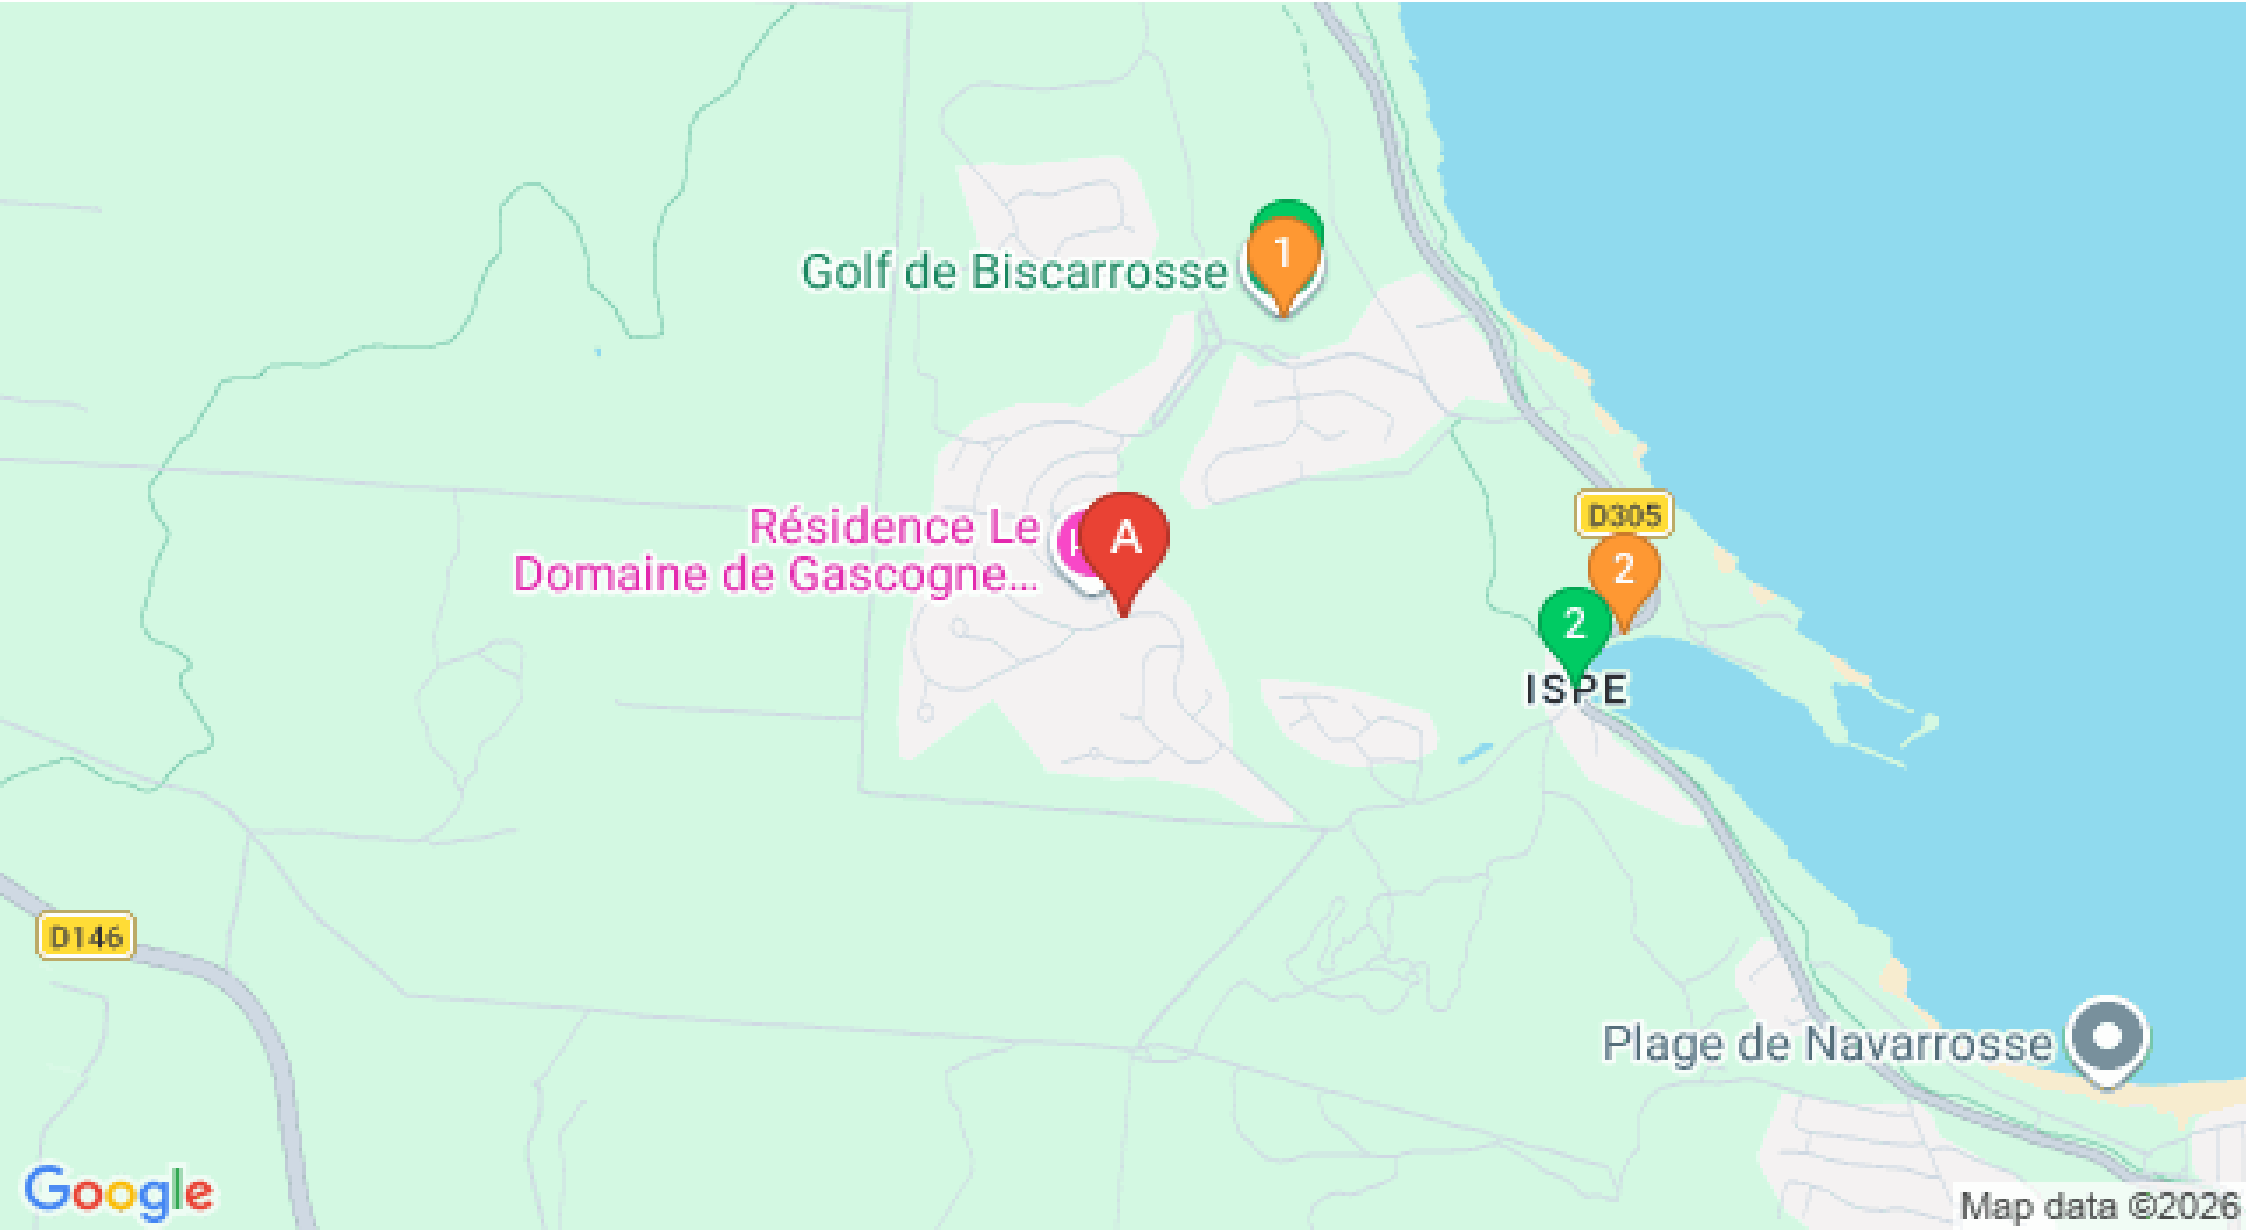 1
Golf de Biscarrosse
Résidence Le
Domaine de Gascogne...
A
D305
2
2
ISPE
D146
Plage de Navarrosse
Google
Map data ©2026